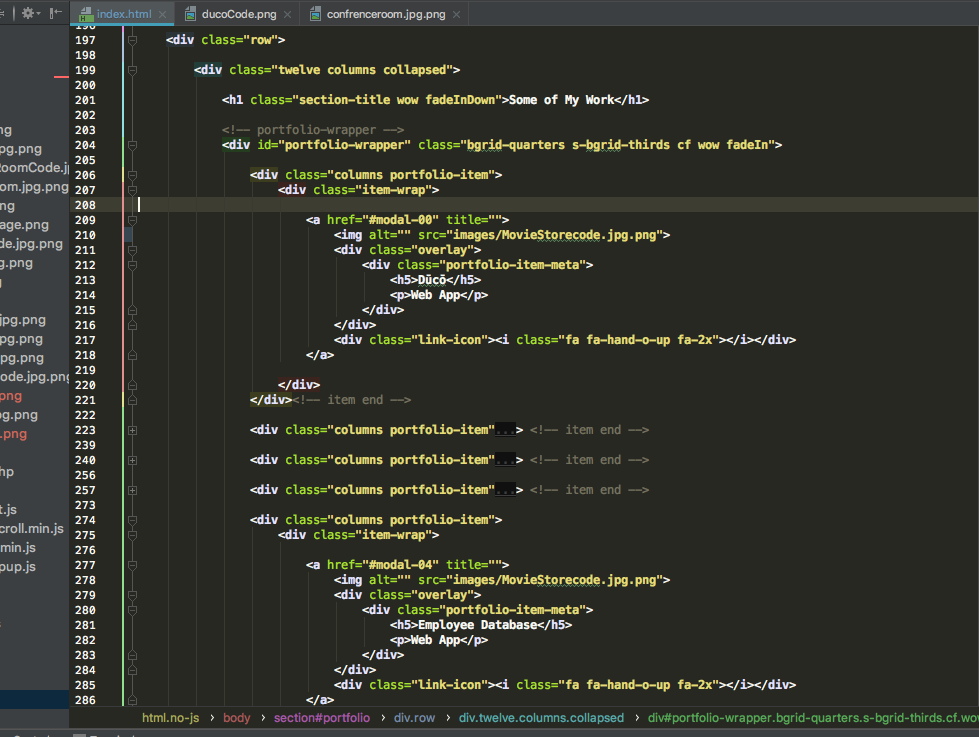 index.html ducoCode.png confrenceroom.jpg.png
196
197 <div class="row">
198
199 <div class="twelve columns collapsed">
200
201 <h1 class="section-title wow fadeInDown">Some of My Work</h1>
202
203 <!-- portfolio-wrapper -->
204 <div id="portfolio-wrapper" class="bgrid-quarters s-bgrid-thirds cf wow fadeIn">
205
206 <div class="columns portfolio-item">
207 <div class="item-wrap">
208
209 <a href="#modal-00" title="">
210 <img alt="" src="images/MovieStorecode.jpg.png">
211 <div class="overlay">
212 <div class="portfolio-item-meta">
213 <h5>Dūcō</h5>
214 <p>Web App</p>
215 </div>
216 </div>
217 <div class="link-icon"><i class="fa fa-hand-o-up fa-2x"></i></div>
218 </a>
219
220 </div>
221 </div><!-- item end -->
222
223 <div class="columns portfolio-item"...> <!-- item end -->
239
240 <div class="columns portfolio-item"...> <!-- item end -->
256
257 <div class="columns portfolio-item"...> <!-- item end -->
273
274 <div class="columns portfolio-item">
275 <div class="item-wrap">
276
277 <a href="#modal-04" title="">
278 <img alt="" src="images/MovieStorecode.jpg.png">
279 <div class="overlay">
280 <div class="portfolio-item-meta">
281 <h5>Employee Database</h5>
282 <p>Web App</p>
283 </div>
284 </div>
285 <div class="link-icon"><i class="fa fa-hand-o-up fa-2x"></i></div>
286 </a>
ng
pg.png
oomCode.j
om.jpg.png
ng
age.png
de.jpg.png
g.png
jpg.png
pg.png
pg.png
ode.jpg.png
png
pg.png
.png
hp
t.js
croll.min.js
min.js
pup.js
html.no-js › body › section#portfolio › div.row › div.twelve.columns.collapsed › div#portfolio-wrapper.bgrid-quarters.s-bgrid-thirds.cf.wo